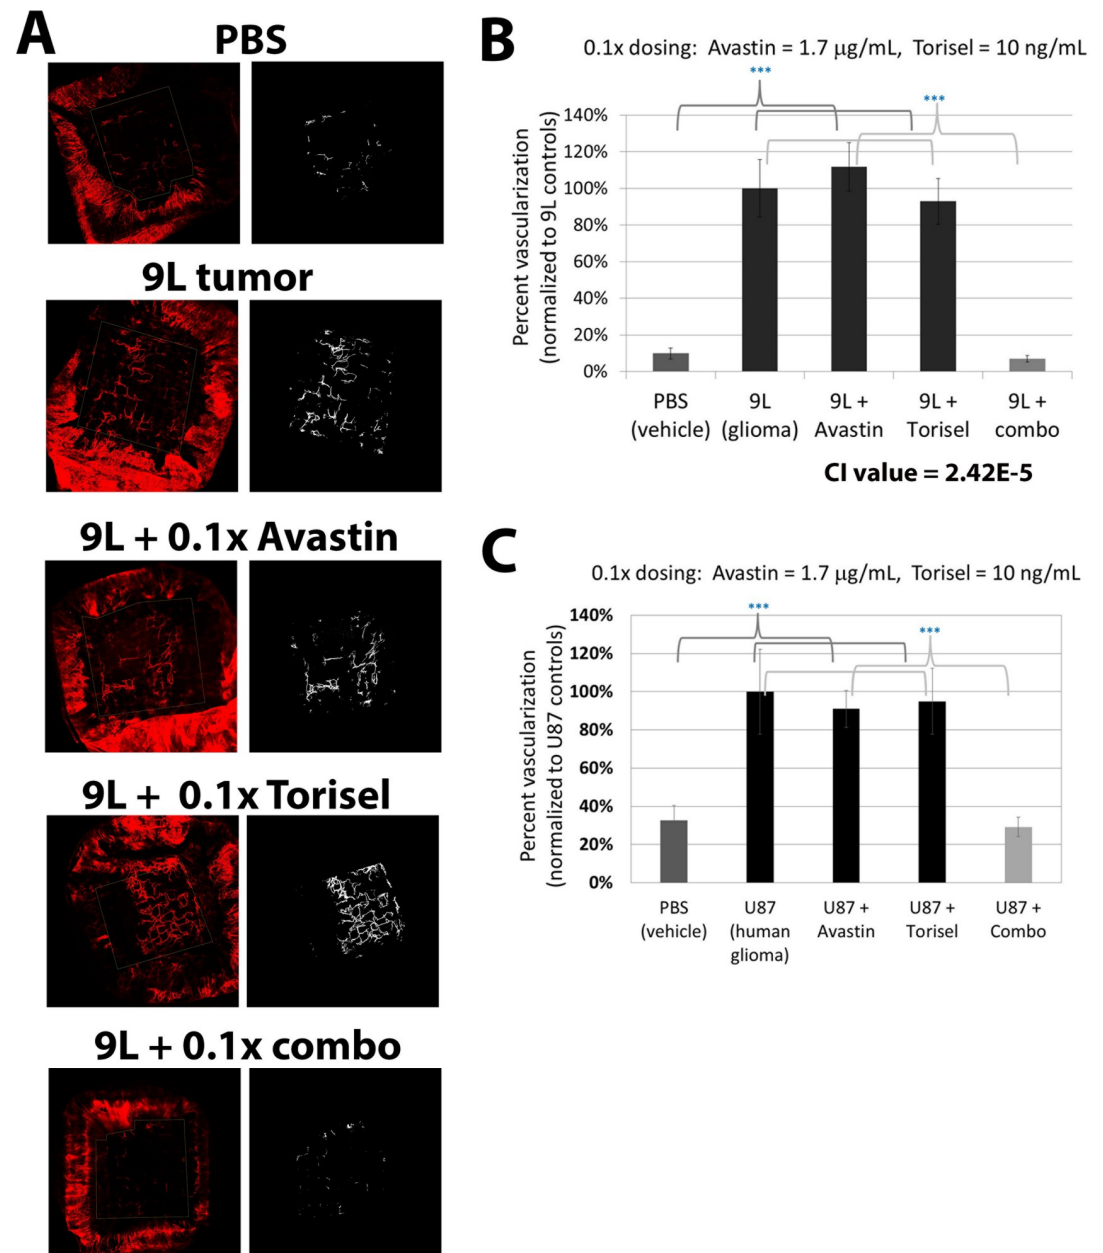 A
PBS
9L tumor
9L + 0.1x Avastin
9L + 0.1x Torisel
9L + 0.1x combo
B
0.1x dosing: Avastin = 1.7 µg/mL, Torisel = 10 ng/mL
***
***
Percent vascularization
(normalized to 9L controls)
140%
120%
100%
80%
60%
40%
20%
0%
PBS
(vehicle)
9L
(glioma)
9L +
Avastin
9L +
Torisel
9L +
combo
CI value = 2.42E-5
C
0.1x dosing: Avastin = 1.7 µg/mL, Torisel = 10 ng/mL
***
***
Percent vascularization
(normalized to U87 controls)
140%
120%
100%
80%
60%
40%
20%
0%
PBS
(vehicle)
U87
(human
glioma)
U87 +
Avastin
U87 +
Torisel
U87 +
Combo